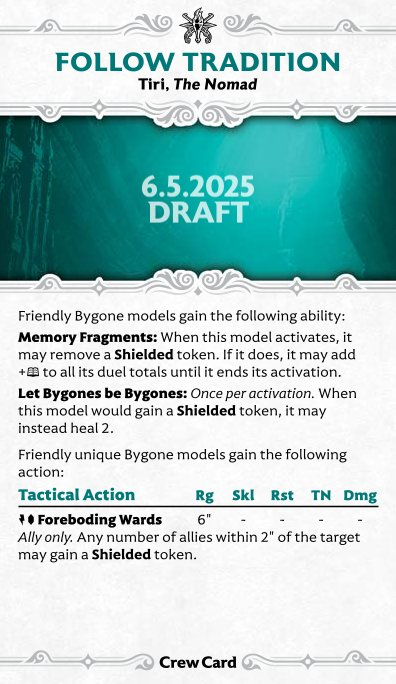 FOLLOW TRADITION
Tiri, The Nomad
6.5.2025
DRAFT
Friendly Bygone models gain the following ability:
Memory Fragments: When this model activates, it
may remove a Shielded token. If it does, it may add
+ to all its duel totals until it ends its activation.
Let Bygones be Bygones: Once per activation. When
this model would gain a Shielded token, it may
instead heal 2.
Friendly unique Bygone models gain the following
action:
Tactical Action Rg Skl Rst TN Dmg
Foreboding Wards 6" - - - -
Ally only. Any number of allies within 2" of the target
may gain a Shielded token.
Crew Card